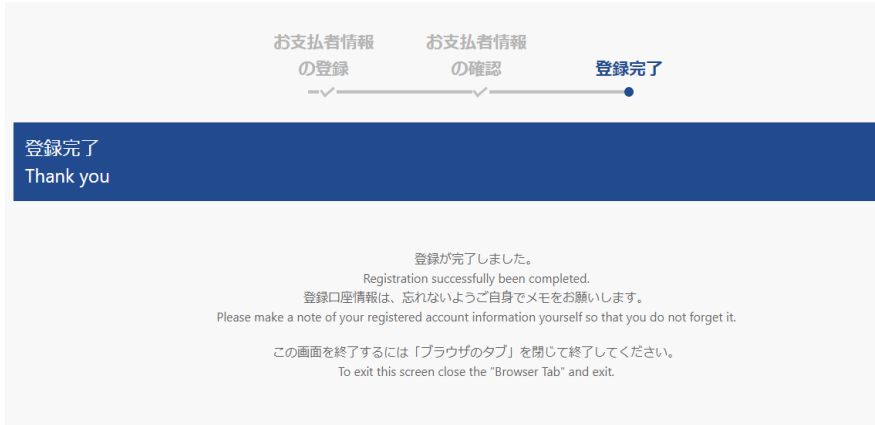 お支払者情報
の登録
お支払者情報
の確認
登録完了
登録完了
Thank you
登録が完了しました。
Registration successfully been completed.
登録口座情報は、忘れないようご自身でメモをお願いします。
Please make a note of your registered account information yourself so that you do not forget it.
この画面を終了するには「ブラウザのタブ」を閉じて終了してください。
To exit this screen close the "Browser Tab" and exit.